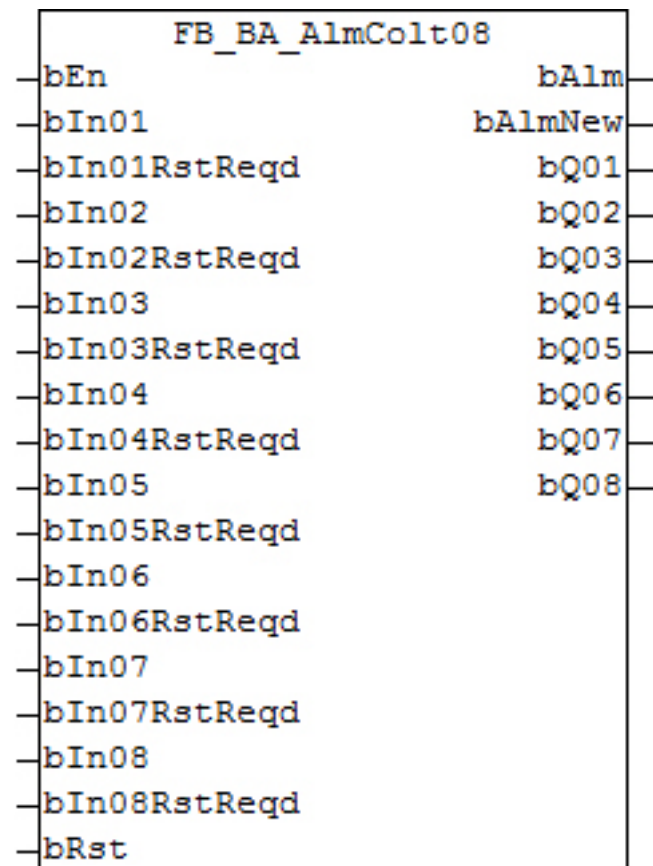 FB_BA_AlmColt08
bEn bAlm
bIn01 bAlmNew
bIn01RstReqd bQ01
bIn02 bQ02
bIn02RstReqd bQ03
bIn03 bQ04
bIn03RstReqd bQ05
bIn04 bQ06
bIn04RstReqd bQ07
bIn05 bQ08
bIn05RstReqd
bIn06
bIn06RstReqd
bIn07
bIn07RstReqd
bIn08
bIn08RstReqd
bRst